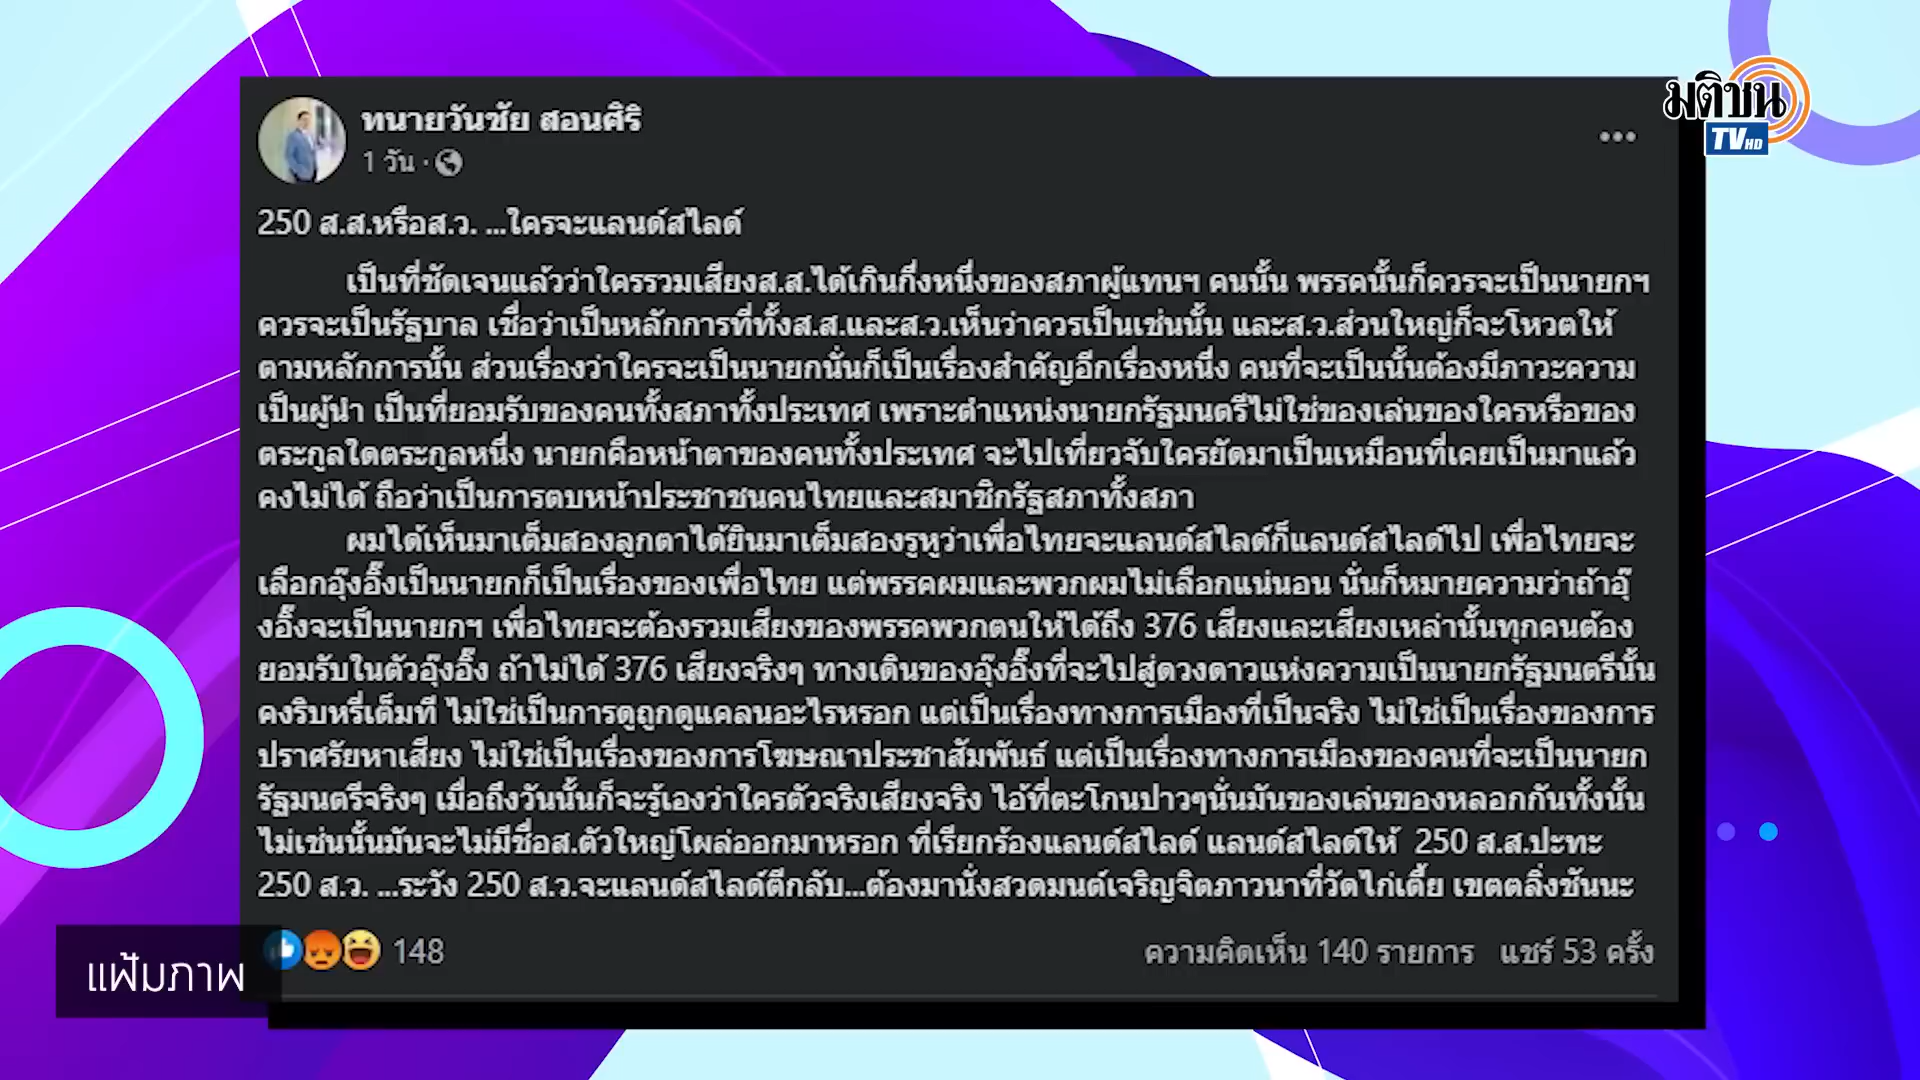 มติชน
TV HD
ทนายวันชัย สอนศิริ
1 วัน ·
250 ส.ส.หรือส.ว. ...ใครจะแลนด์สไลด์
เป็นที่ชัดเจนแล้วว่าใครรวมเสียงส.ส.ได้เกินกึ่งหนึ่งของสภาผู้แทนฯ คนนั้น พรรคนั้นก็ควรจะเป็นนายกฯ
ควรจะเป็นรัฐบาล เชื่อว่าเป็นหลักการที่ทั้งส.ส.และส.ว.เห็นว่าควรเป็นเช่นนั้น และส.ว.ส่วนใหญ่ก็จะโหวตให้
ตามหลักการนั้น ส่วนเรื่องว่าใครจะเป็นนายกนั่นก็เป็นเรื่องสำคัญอีกเรื่องหนึ่ง คนที่จะเป็นนั้นต้องมีภาวะความ
เป็นผู้นำ เป็นที่ยอมรับของคนทั้งสภาทั้งประเทศ เพราะตำแหน่งนายกรัฐมนตรีไม่ใช่ของเล่นของใครหรือของ
ตระกูลใดตระกูลหนึ่ง นายกคือหน้าตาของคนทั้งประเทศ จะไปเที่ยวจับใครยัดมาเป็นเหมือนที่เคยเป็นมาแล้ว
คงไม่ได้ ถือว่าเป็นการตบหน้าประชาชนคนไทยและสมาชิกรัฐสภาทั้งสภา
ผมได้เห็นมาเต็มสองลูกตาได้ยินมาเต็มสองรูหูว่าเพื่อไทยจะแลนด์สไลด์ก็แลนด์สไลด์ไป เพื่อไทยจะ
เลือกอุ๊งอิ๊งเป็นนายกก็เป็นเรื่องของเพื่อไทย แต่พรรคผมและพวกผมไม่เลือกแน่นอน นั่นก็หมายความว่าถ้าอุ๊
งอิ๊งจะเป็นนายกฯ เพื่อไทยจะต้องรวมเสียงของพรรคพวกตนให้ได้ถึง 376 เสียงและเสียงเหล่านั้นทุกคนต้อง
ยอมรับในตัวอุ๊งอิ๊ง ถ้าไม่ได้ 376 เสียงจริงๆ ทางเดินของอุ๊งอิ๊งที่จะไปสู่ดวงดาวแห่งความเป็นนายกรัฐมนตรีนั้น
คงริบหรี่เต็มที ไม่ใช่เป็นการดูถูกดูแคลนอะไรหรอก แต่เป็นเรื่องทางการเมืองที่เป็นจริง ไม่ใช่เป็นเรื่องของการ
ปราศรัยหาเสียง ไม่ใช่เป็นเรื่องของการโฆษณาประชาสัมพันธ์ แต่เป็นเรื่องทางการเมืองของคนที่จะเป็นนายก
รัฐมนตรีจริงๆ เมื่อถึงวันนั้นก็จะรู้เองว่าใครตัวจริงเสียงจริง ไอ้ที่ตะโกนปาวๆนั่นมันของเล่นของหลอกกันทั้งนั้น
ไม่เช่นนั้นมันจะไม่มีชื่อส.ตัวใหญ่โผล่ออกมาหรอก ที่เรียกร้องแลนด์สไลด์ แลนด์สไลด์ให้ 250 ส.ส.ปะทะ
250 ส.ว. ...ระวัง 250 ส.ว.จะแลนด์สไลด์ตีกลับ...ต้องมานั่งสวดมนต์เจริญจิตภาวนาที่วัดไก่เตี้ย เขตตลิ่งชันนะ
148 ความคิดเห็น 140 รายการ แชร์ 53 ครั้ง
แฟ้มภาพ